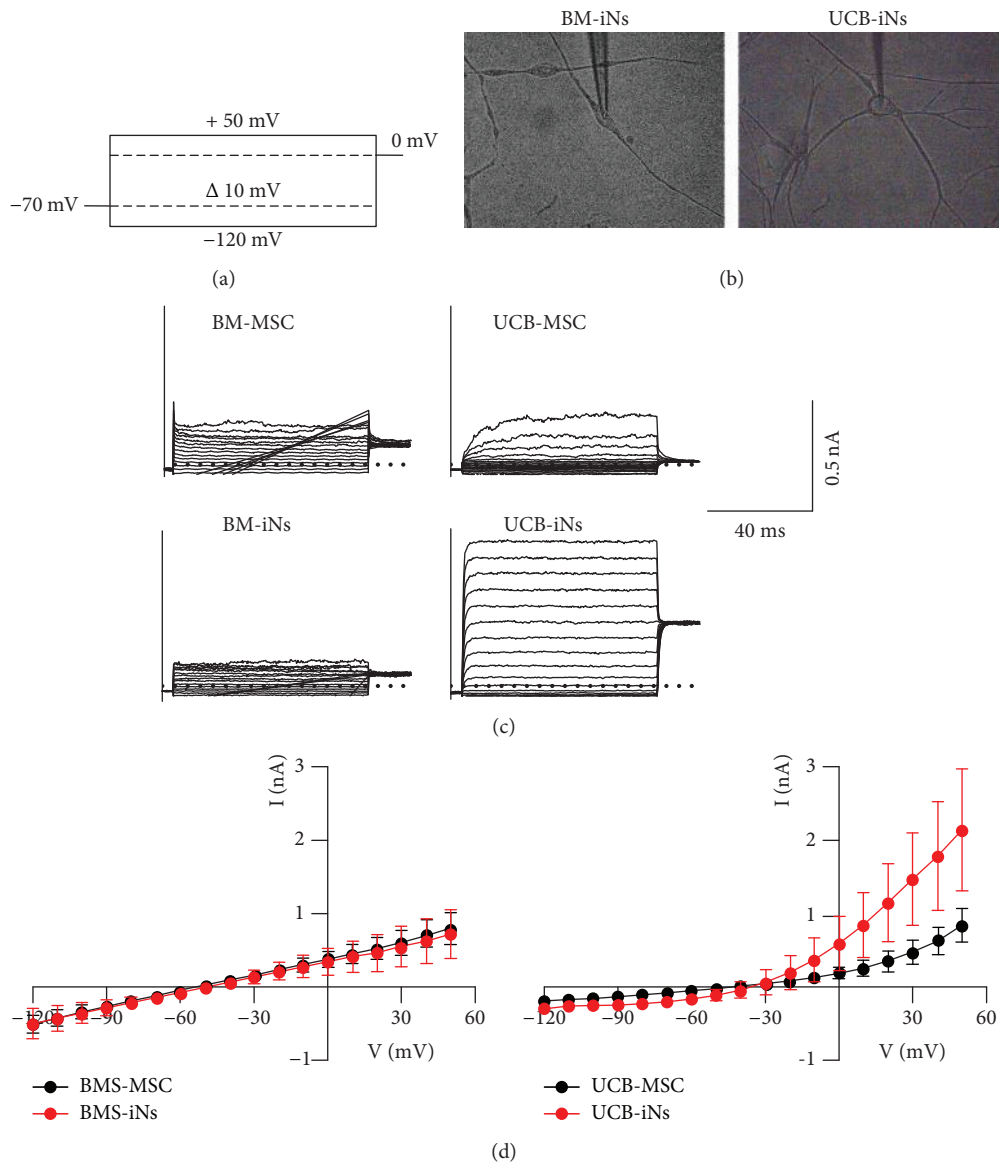 BM-iNs
UCB-iNs
+ 50 mV
0 mV
Δ 10 mV
−70 mV
−120 mV
(a)
(b)
BM-MSC
UCB-MSC
0.5 nA
40 ms
BM-iNs
UCB-iNs
(c)
3
2
1
−1
I (nA)
−120
−90
−60
−30
30
60
V (mV)
BMS-MSC
BMS-iNs
3
2
1
-1
I (nA)
−120
−90
−60
−30
30
60
V (mV)
UCB-MSC
UCB-iNs
(d)